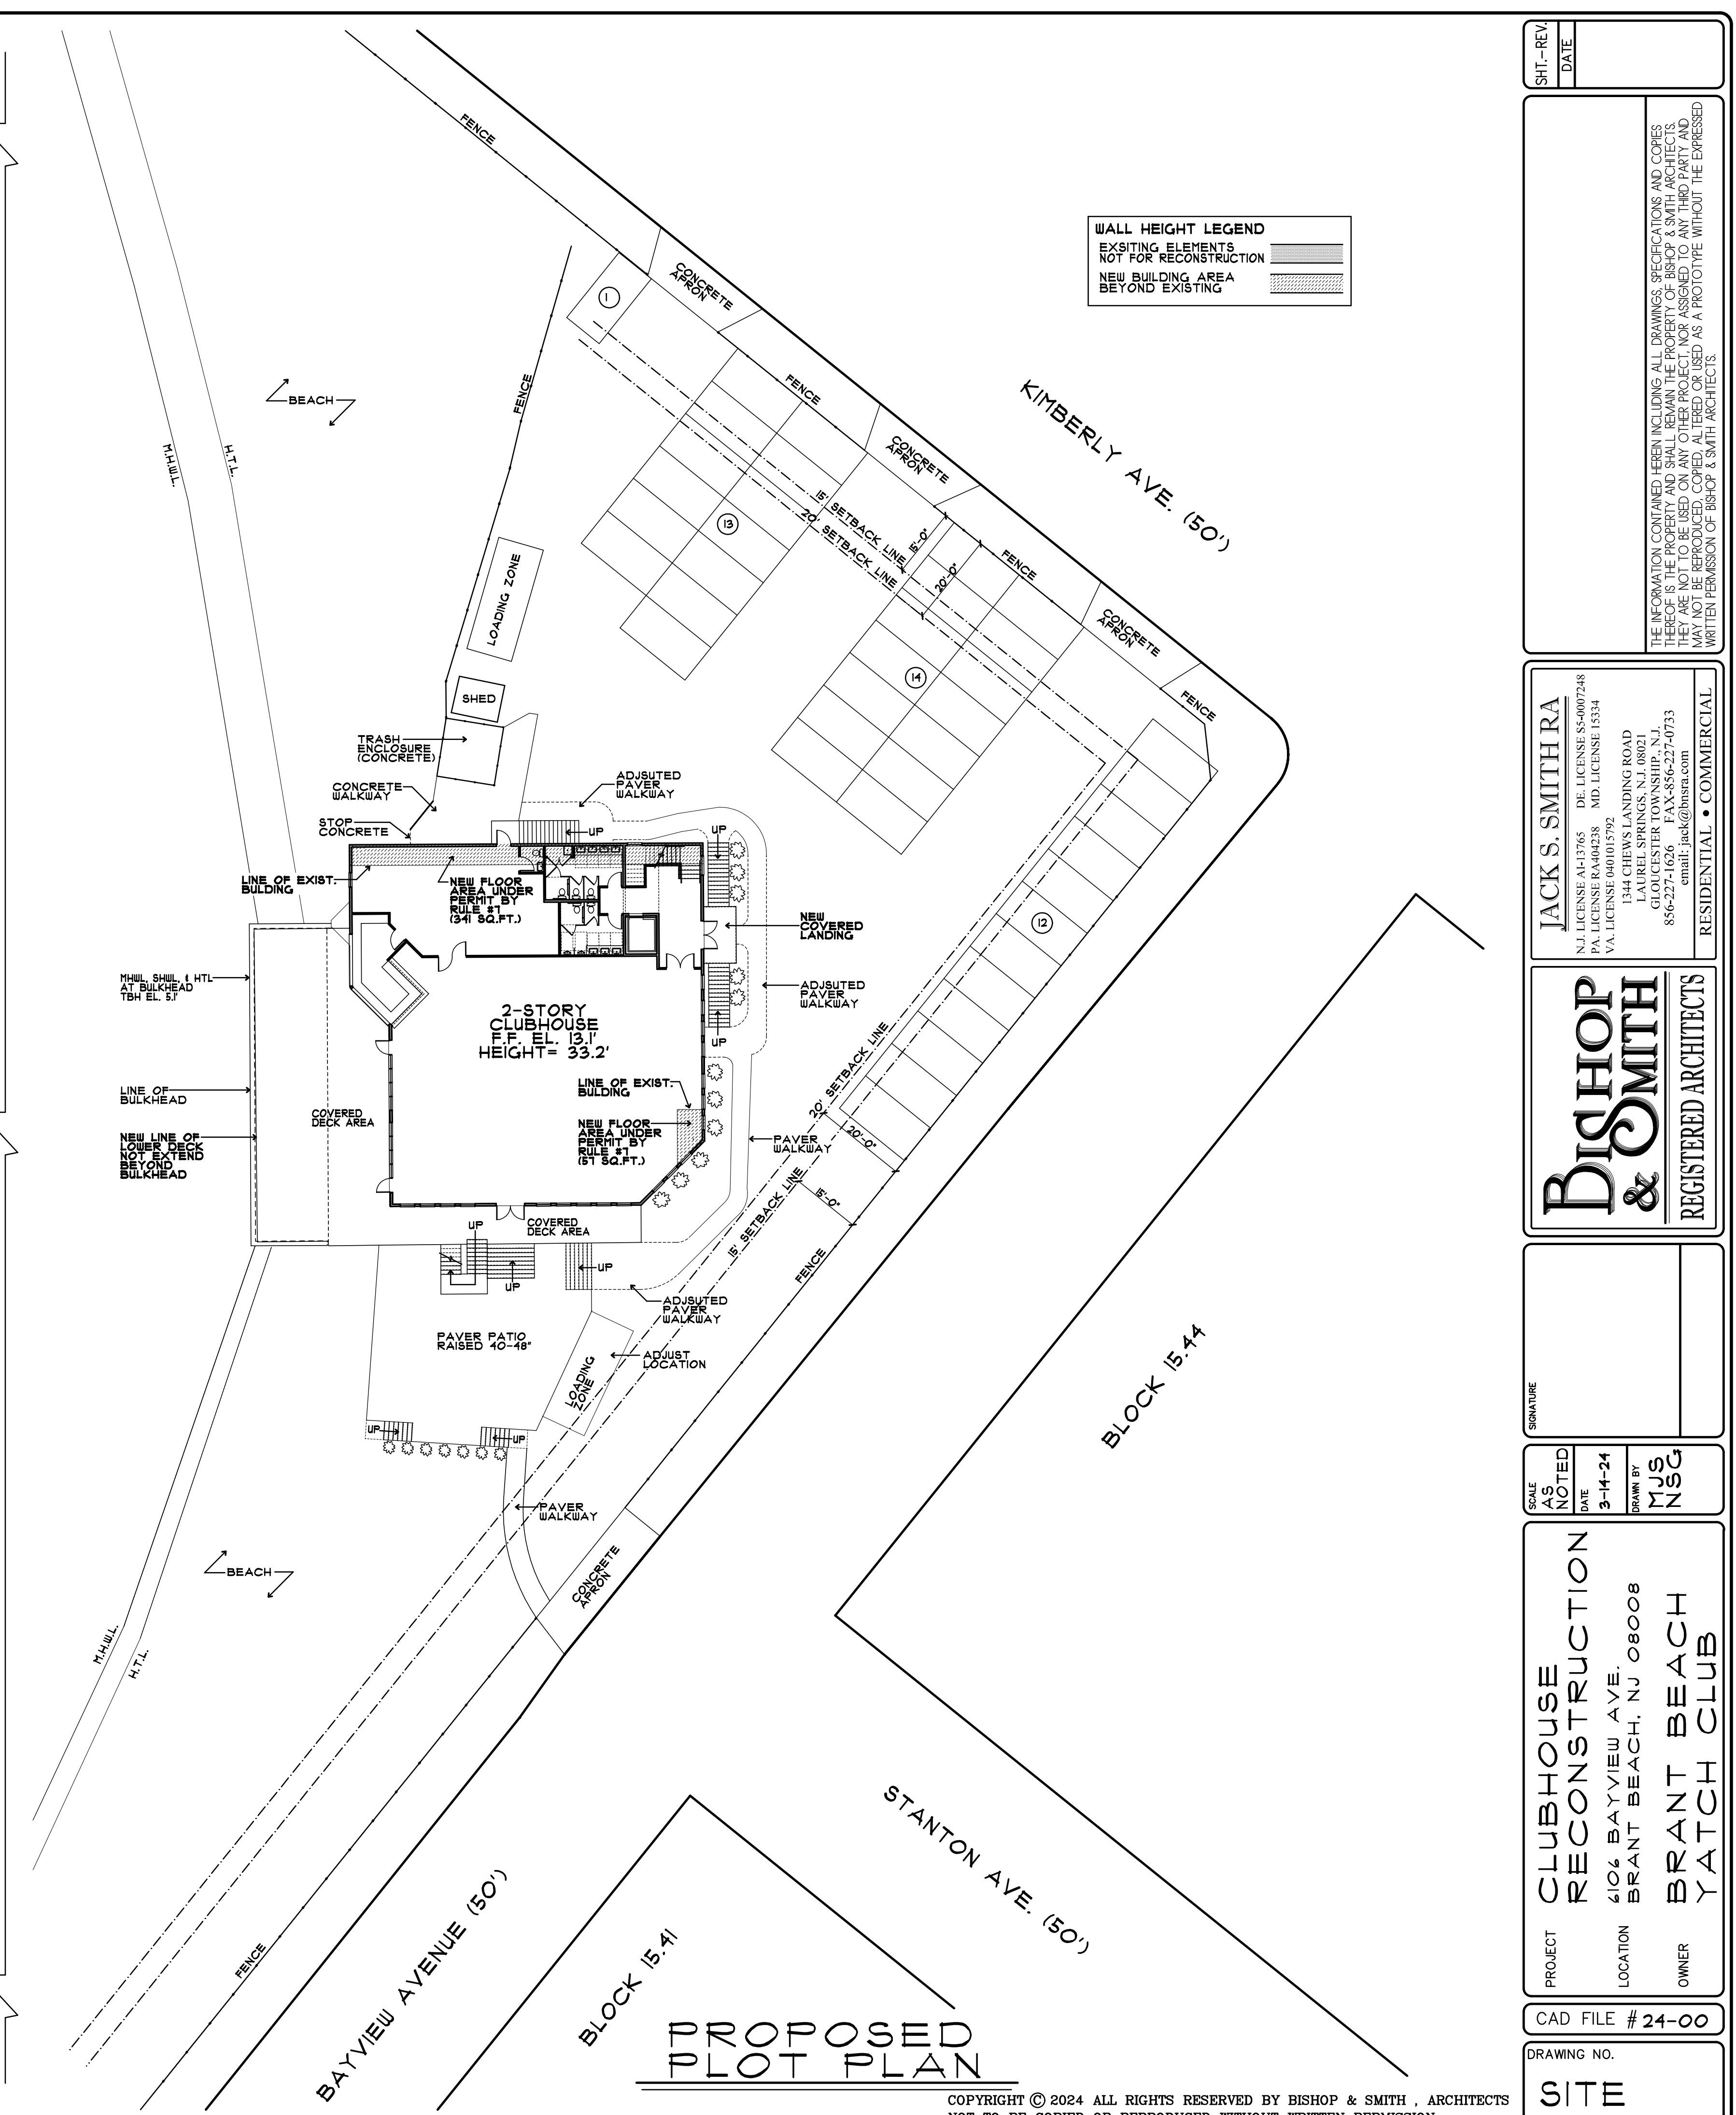 FENCE
WALL HEIGHT LEGEND
EXSITING ELEMENTS
NOT FOR RECONSTRUCTION
NEW BUILDING AREA
BEYOND EXISTING
1
CONCRETE
APRON
FENCE
FENCE
BEACH
KIMBERLY AVE. (50')
M.H.W.L.
H.T.L.
CONCRETE
APRON
13
15' SETBACK LINE
20' SETBACK LINE
15'-0"
20'-0"
FENCE
LOADING ZONE
CONCRETE
APRON
14
SHED
FENCE
TRASH
ENCLOSURE
(CONCRETE)
CONCRETE
WALKWAY
ADJSUTED
PAVER
WALKWAY
STOP
CONCRETE
UP
UP
LINE OF EXIST.
BULDING
NEW FLOOR
AREA UNDER
PERMIT BY
RULE #7
(341 SQ.FT.)
NEW
COVERED
LANDING
12
MHWL, SHWL, & HTL
AT BULKHEAD
TBH EL. 5.1'
ADJSUTED
PAVER
WALKWAY
2-STORY
CLUBHOUSE
F.F. EL. 13.1'
HEIGHT= 33.2'
UP
LINE OF
BULKHEAD
LINE OF EXIST.
BULDING
COVERED
DECK AREA
NEW FLOOR
AREA UNDER
PERMIT BY
RULE #7
(57 SQ.FT.)
20' SETBACK LINE
20'-0"
NEW LINE OF
LOWER DECK
NOT EXTEND
BEYOND
BULKHEAD
PAVER
WALKWAY
15' SETBACK LINE
15'-0"
UP
COVERED
DECK AREA
UP
UP
FENCE
ADJSUTED
PAVER
WALKWAY
PAVER PATIO
RAISED 40-48"
ADJUST
LOCATION
LOADING
ZONE
BLOCK 15.44
UP
UP
PAVER
WALKWAY
BEACH
CONCRETE
APRON
M.H.W.L.
H.T.L.
STANTON AVE. (50')
FENCE
BAYVIEW AVENUE (50')
BLOCK 15.41
PROPOSED
PLOT PLAN
COPYRIGHT © 2024 ALL RIGHTS RESERVED BY BISHOP & SMITH , ARCHITECTS
NOT TO BE COPIED OR REPRODUCED WITHOUT WRITTEN PERMISSION
SHT.-REV.
DATE
THE INFORMATION CONTAINED HEREIN INCLUDING ALL DRAWINGS, SPECIFICATIONS AND COPIES
THEREOF IS THE PROPERTY AND SHALL REMAIN THE PROPERTY OF BISHOP & SMITH ARCHITECTS.
THEY ARE NOT TO BE USED ON ANY OTHER PROJECT, NOR ASSIGNED TO ANY THIRD PARTY AND
MAY NOT BE REPRODUCED, COPIED, ALTERED OR USED AS A PROTOTYPE WITHOUT THE EXPRESSED
WRITTEN PERMISSION OF BISHOP & SMITH ARCHITECTS.
JACK S. SMITH RA
N.J. LICENSE AI-13765 DE. LICENSE S5-0007248
PA. LICENSE RA404238 MD. LICENSE 15334
VA. LICENSE 0401015792
1344 CHEWS LANDING ROAD
LAUREL SPRINGS, N.J. 08021
GLOUCESTER TOWNSHIP., N.J.
856-227-1626 FAX-856-227-0733
email: jack@bnsra.com
RESIDENTIAL • COMMERCIAL
BISHOP
& SMITH
REGISTERED ARCHITECTS
SIGNATURE
SCALE
AS
NOTED
DATE
3-14-24
DRAWN BY
MJS
NSG
PROJECT
CLUBHOUSE
RECONSTRUCTION
LOCATION
6106 BAYVIEW AVE.
BRANT BEACH, NJ 08008
OWNER
BRANT BEACH
YATCH CLUB
CAD FILE # 24-00
DRAWING NO.
SITE